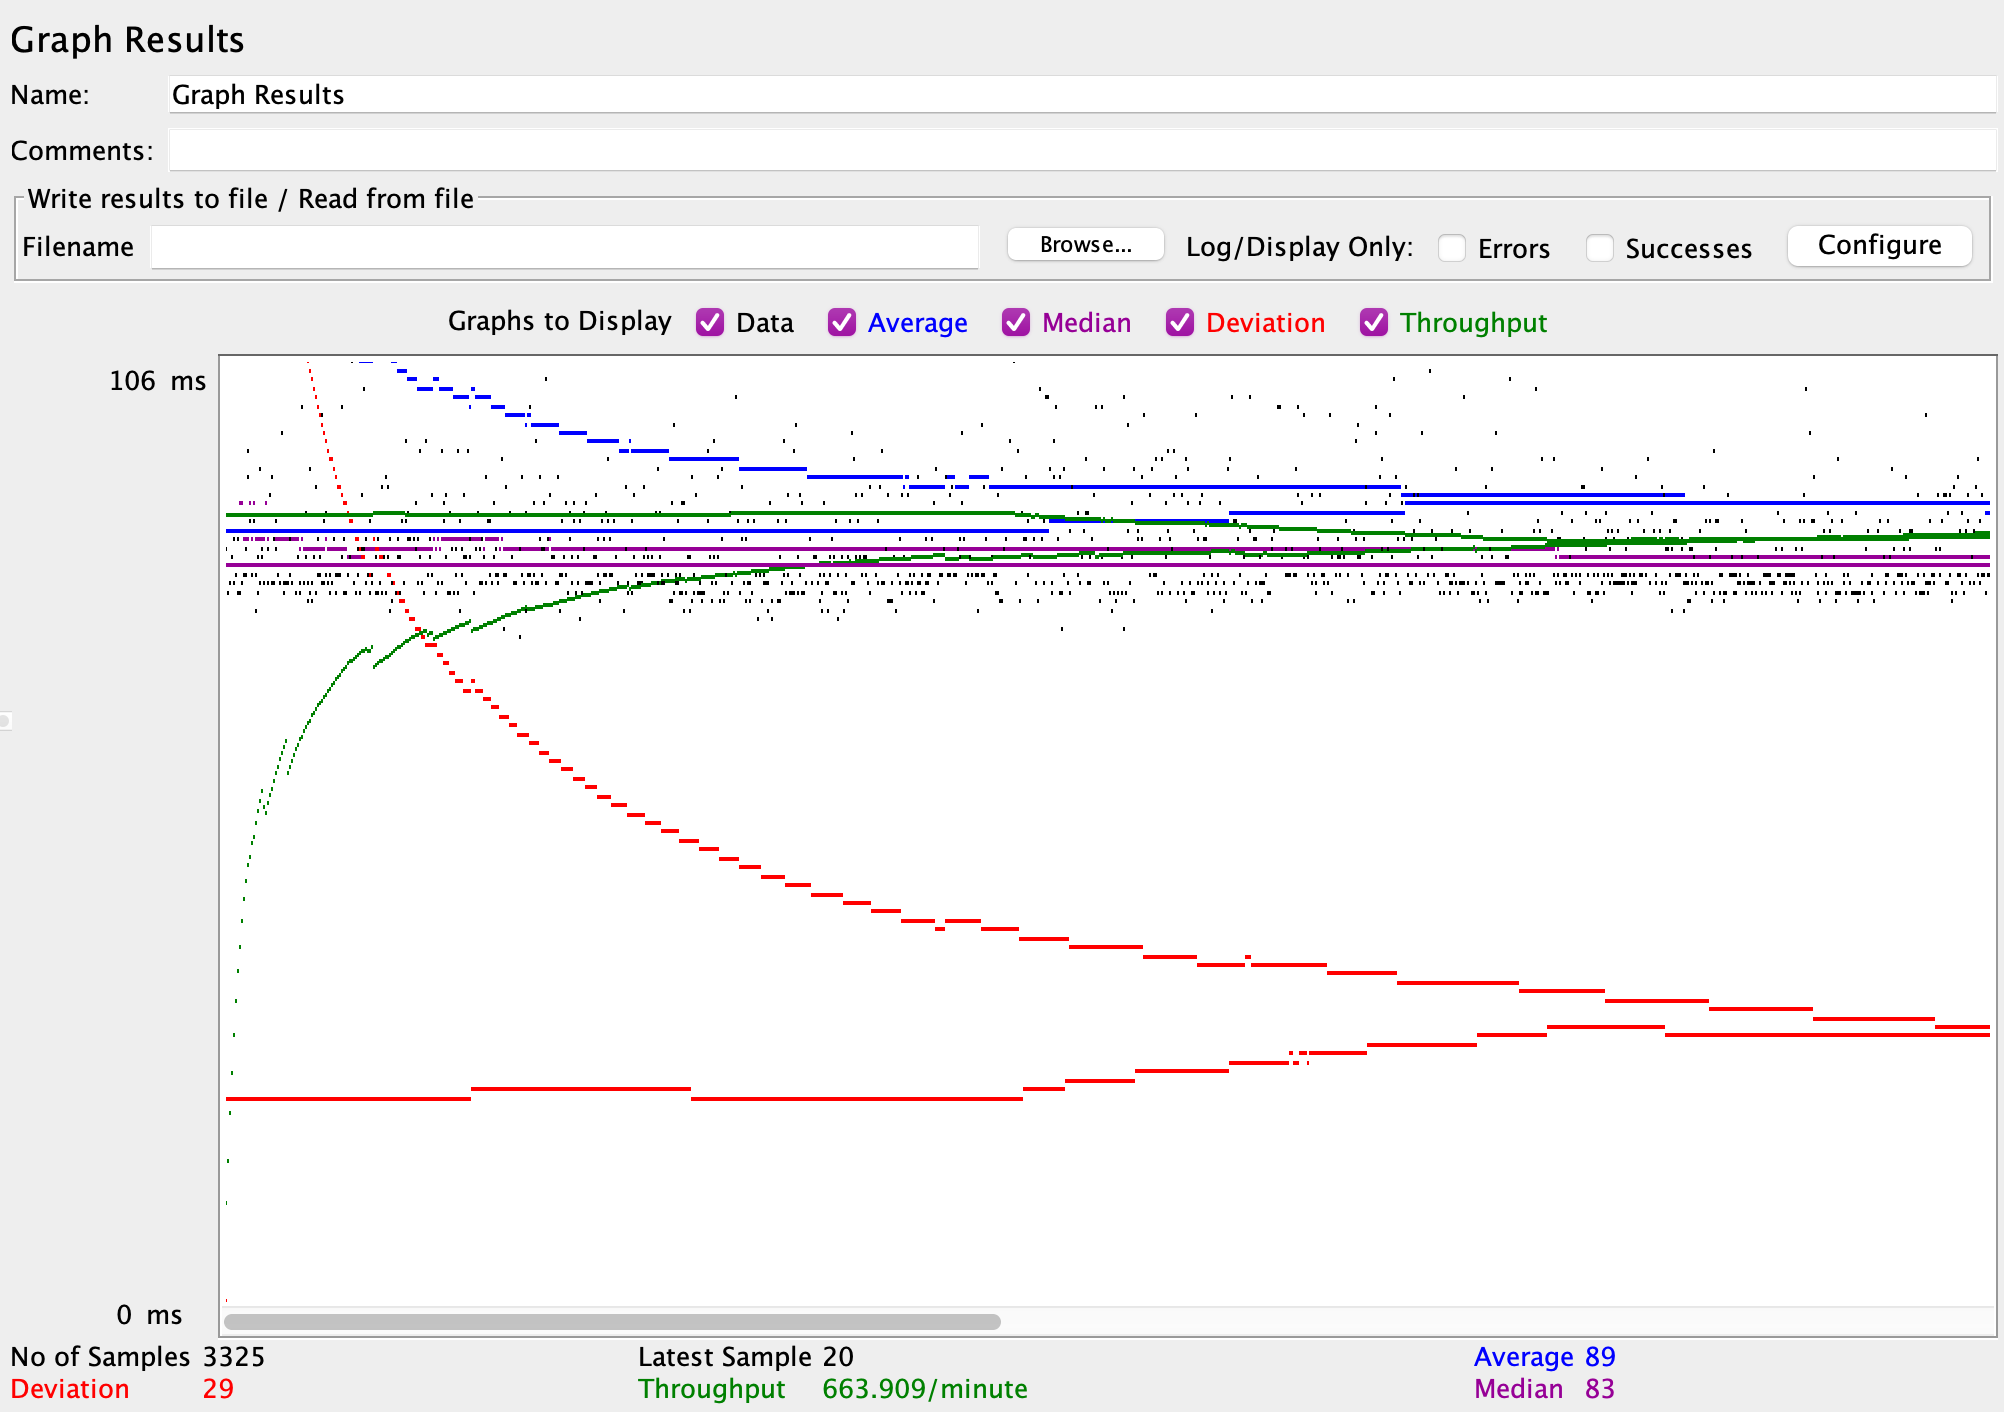 Graph Results
Name: Graph Results
Comments:
Write results to file / Read from file
Filename Browse... Log/Display Only: Errors Successes Configure
Graphs to Display Data Average Median Deviation Throughput
106 ms
0 ms
No of Samples 3325 Latest Sample 20 Average 89
Deviation 29 Throughput 663.909/minute Median 83